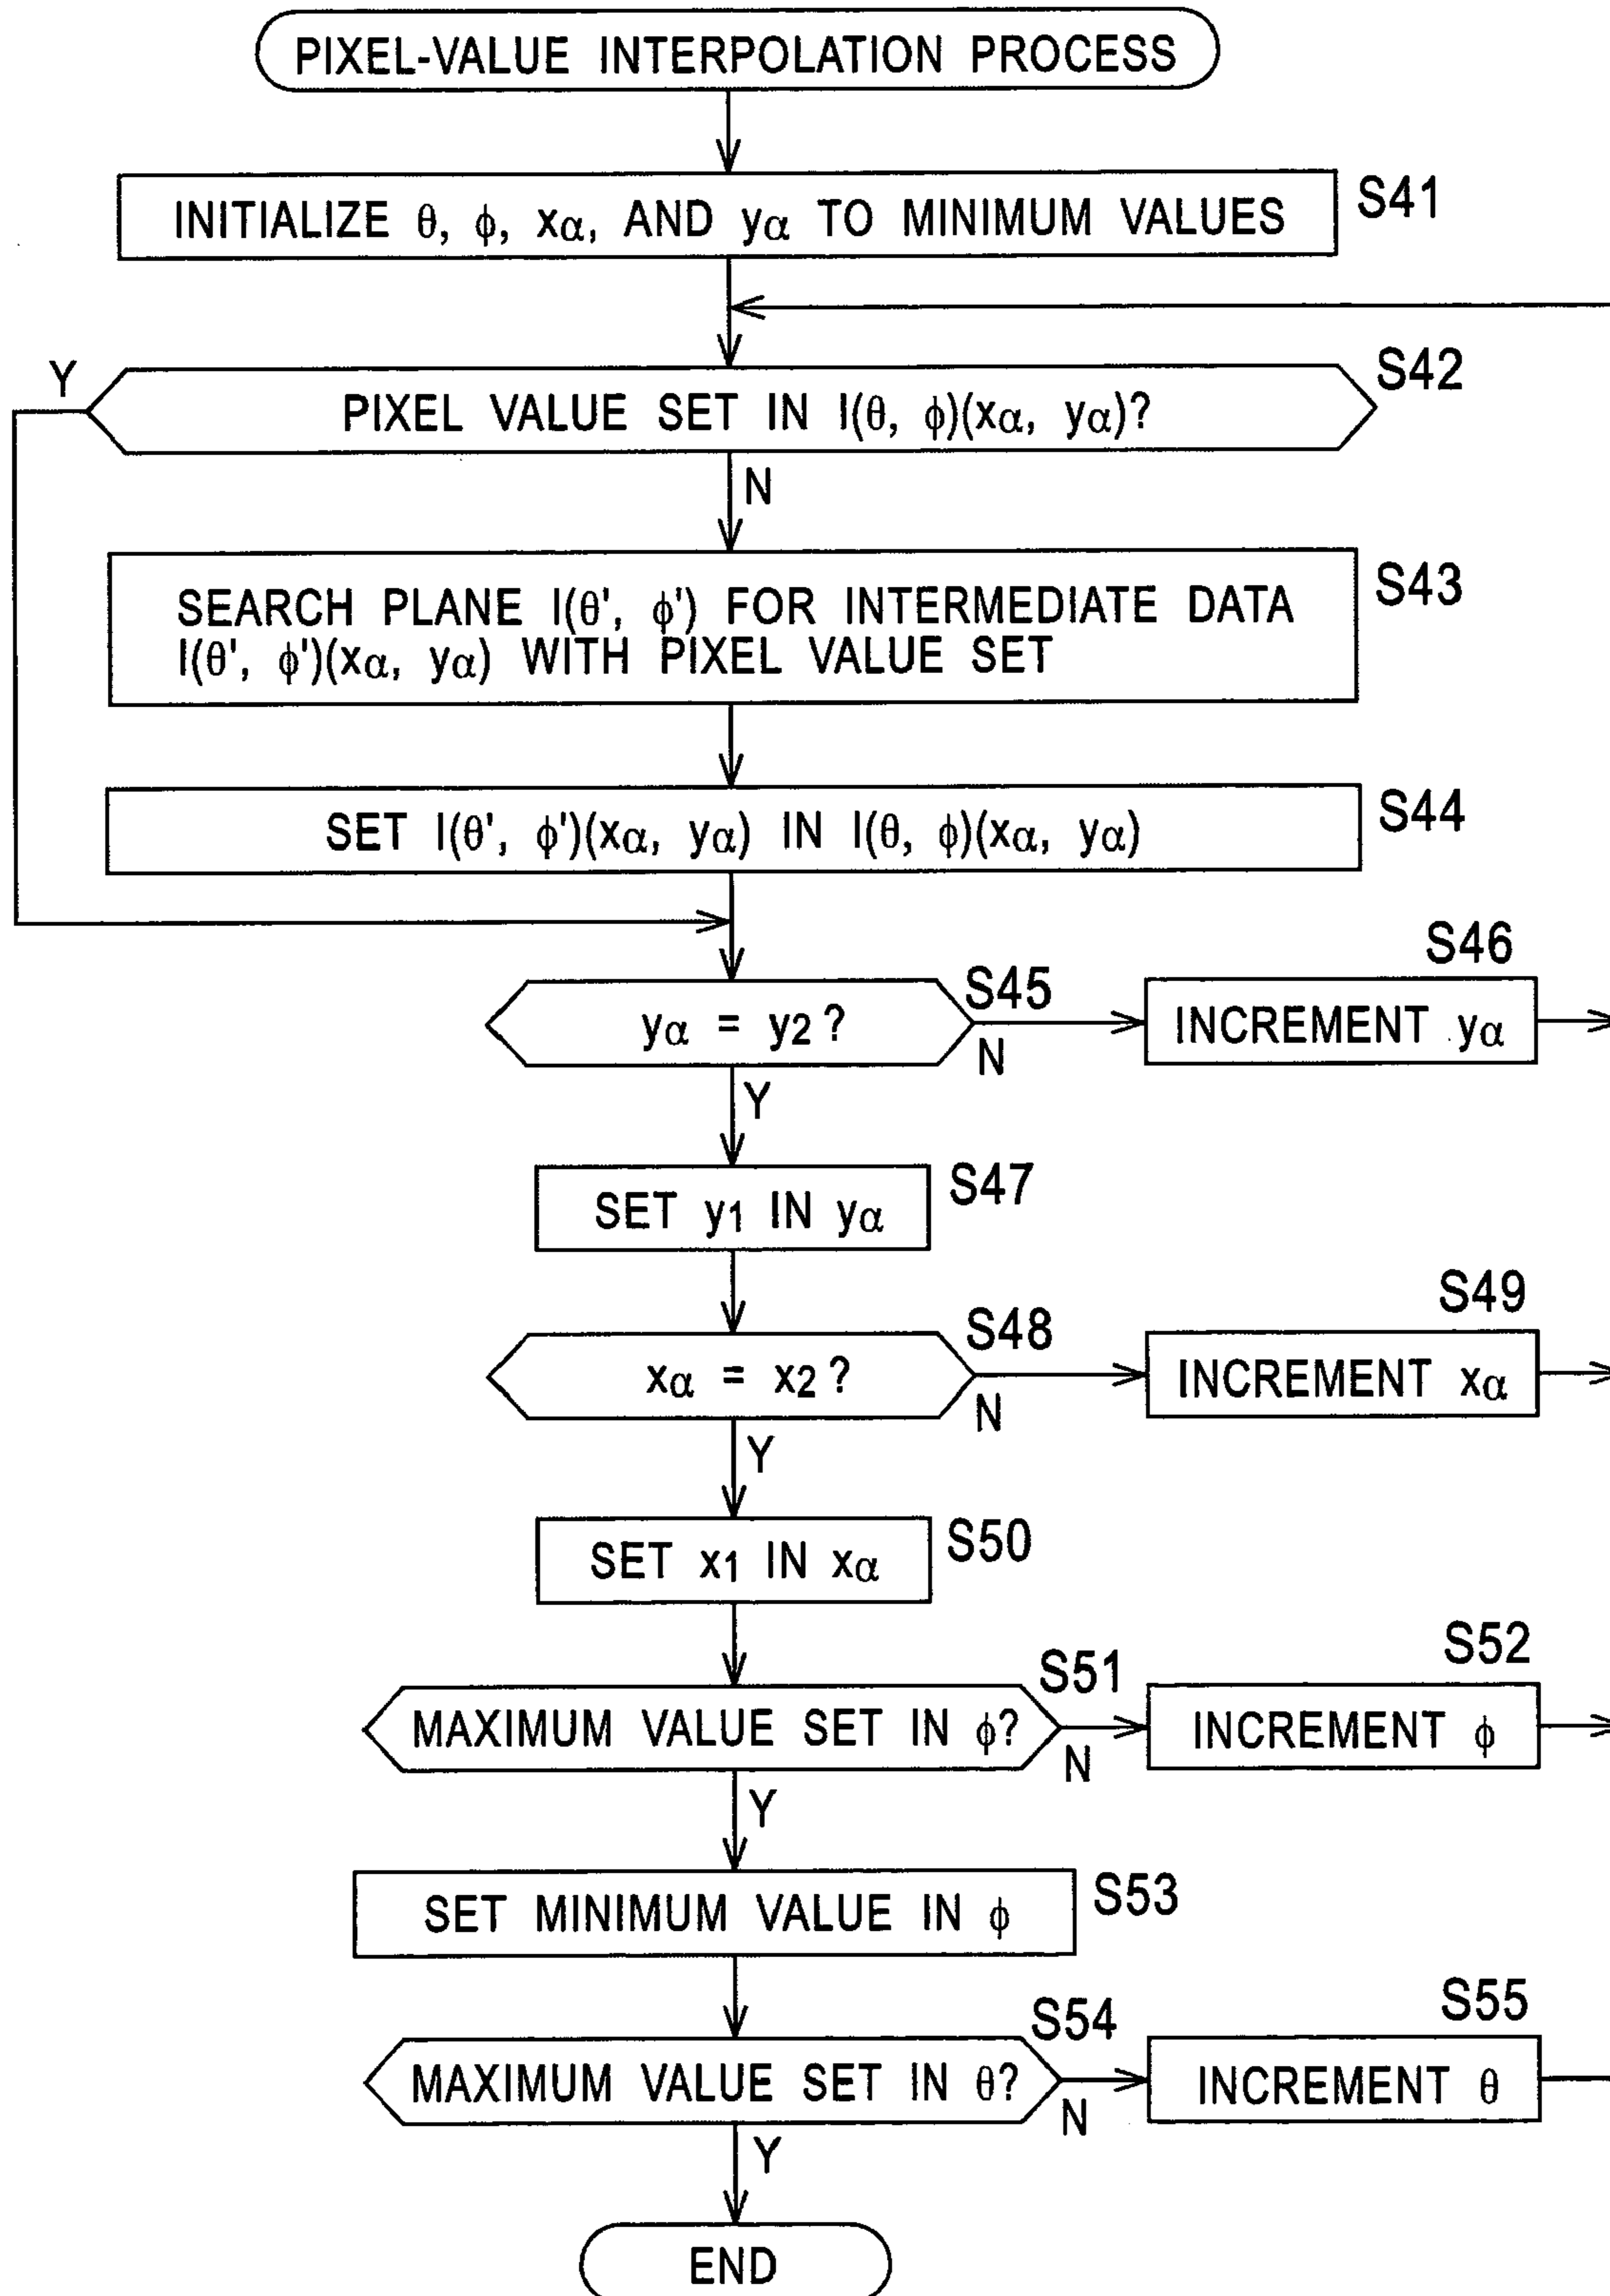 PIXEL-VALUE INTERPOLATION PROCESS
INITIALIZE θ, ϕ, xα, AND yα TO MINIMUM VALUES
S41
S42
Y
PIXEL VALUE SET IN I(θ, ϕ)(xα, yα)?
N
SEARCH PLANE I(θ', ϕ') FOR INTERMEDIATE DATA
I(θ', ϕ')(xα, yα) WITH PIXEL VALUE SET
S43
SET I(θ', ϕ')(xα, yα) IN I(θ, ϕ)(xα, yα)
S44
S45
S46
yα = y2 ?
N
INCREMENT yα
Y
SET y1 IN yα
S47
S48
S49
xα = x2 ?
N
INCREMENT xα
Y
SET x1 IN xα
S50
S51
S52
MAXIMUM VALUE SET IN ϕ?
N
INCREMENT ϕ
Y
SET MINIMUM VALUE IN ϕ
S53
S54
S55
MAXIMUM VALUE SET IN θ?
N
INCREMENT θ
Y
END